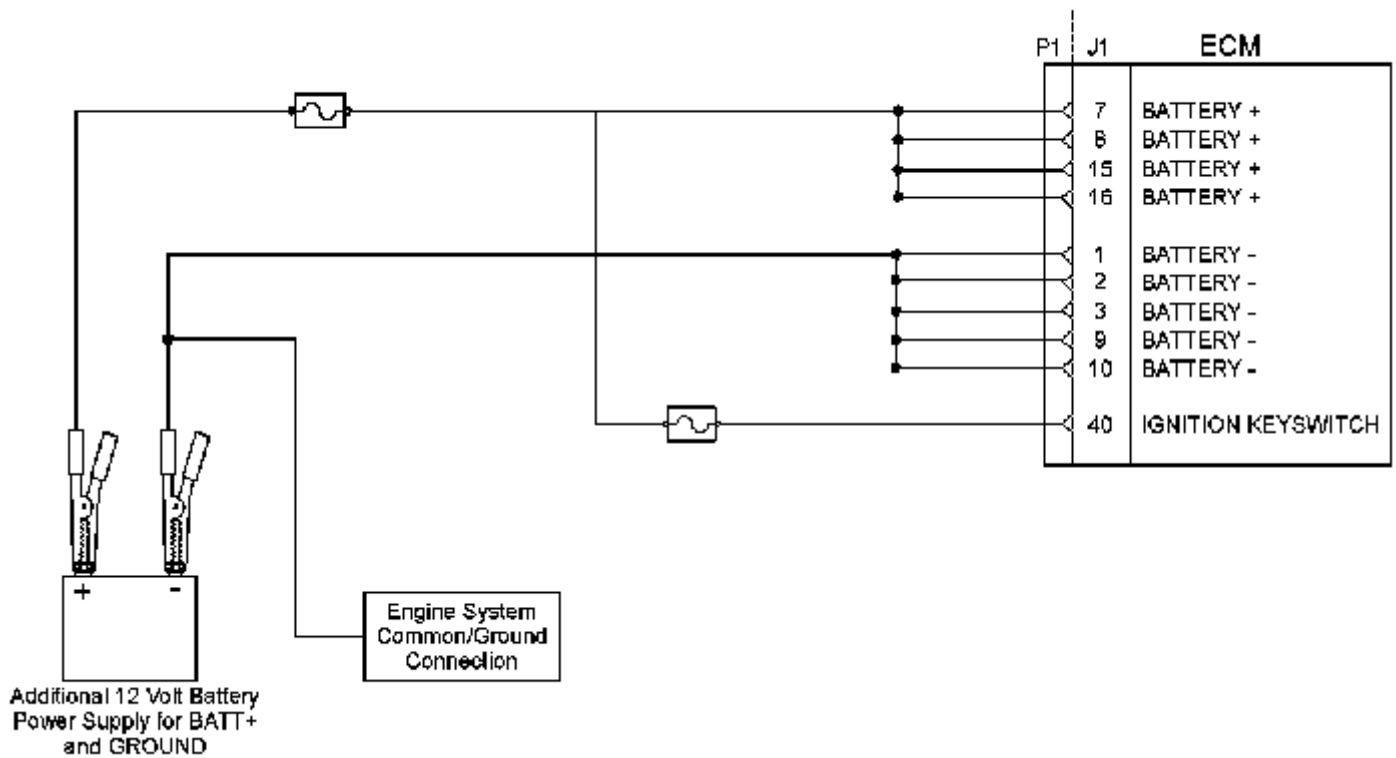 P1 J1 ECM
7 BATTERY +
8 BATTERY +
15 BATTERY +
16 BATTERY +
1 BATTERY -
2 BATTERY -
3 BATTERY -
9 BATTERY -
10 BATTERY -
40 IGNITION KEYSWITCH
+ -
Engine System
Common/Ground
Connection
Additional 12 Volt Battery
Power Supply for BATT+
and GROUND